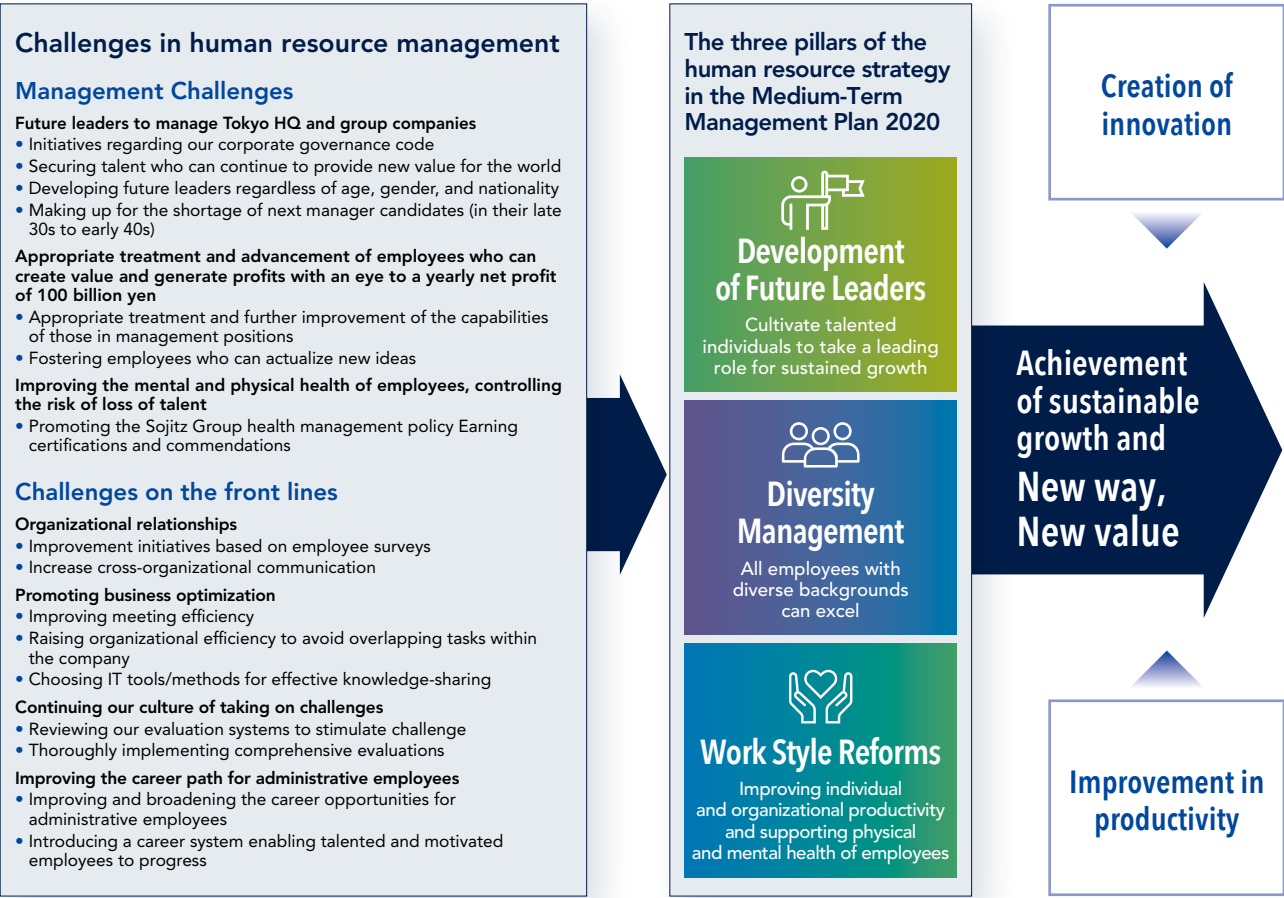 Challenges in human resource management
Management Challenges
Future leaders to manage Tokyo HQ and group companies
• Initiatives regarding our corporate governance code
• Securing talent who can continue to provide new value for the world
• Developing future leaders regardless of age, gender, and nationality
• Making up for the shortage of next manager candidates (in their late
30s to early 40s)
Appropriate treatment and advancement of employees who can
create value and generate profits with an eye to a yearly net profit
of 100 billion yen
• Appropriate treatment and further improvement of the capabilities
of those in management positions
• Fostering employees who can actualize new ideas
Improving the mental and physical health of employees, controlling
the risk of loss of talent
• Promoting the Sojitz Group health management policy Earning
certifications and commendations
Challenges on the front lines
Organizational relationships
• Improvement initiatives based on employee surveys
• Increase cross-organizational communication
Promoting business optimization
• Improving meeting efficiency
• Raising organizational efficiency to avoid overlapping tasks within
the company
• Choosing IT tools/methods for effective knowledge-sharing
Continuing our culture of taking on challenges
• Reviewing our evaluation systems to stimulate challenge
• Thoroughly implementing comprehensive evaluations
Improving the career path for administrative employees
• Improving and broadening the career opportunities for
administrative employees
• Introducing a career system enabling talented and motivated
employees to progress
The three pillars of the
human resource strategy
in the Medium-Term
Management Plan 2020
Development
of Future Leaders
Cultivate talented
individuals to take a leading
role for sustained growth
Diversity
Management
All employees with
diverse backgrounds
can excel
Work Style Reforms
Improving individual
and organizational productivity
and supporting physical
and mental health of employees
Creation of
innovation
Achievement
of sustainable
growth and
New way,
New value
Improvement in
productivity